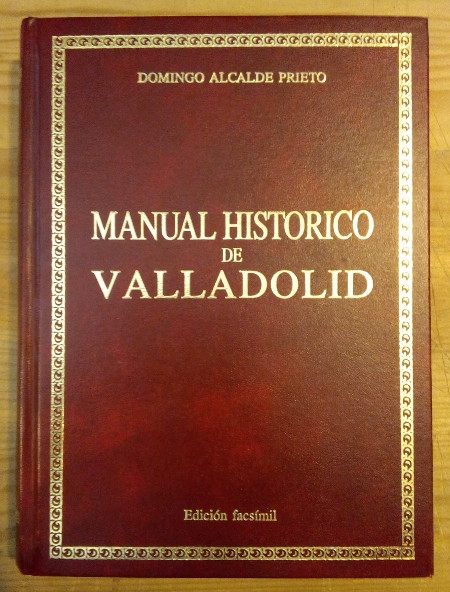 DOMINGO ALCALDE PRIETO
MANUAL HISTORICO
DE
VALLADOLID
Edición facsímil